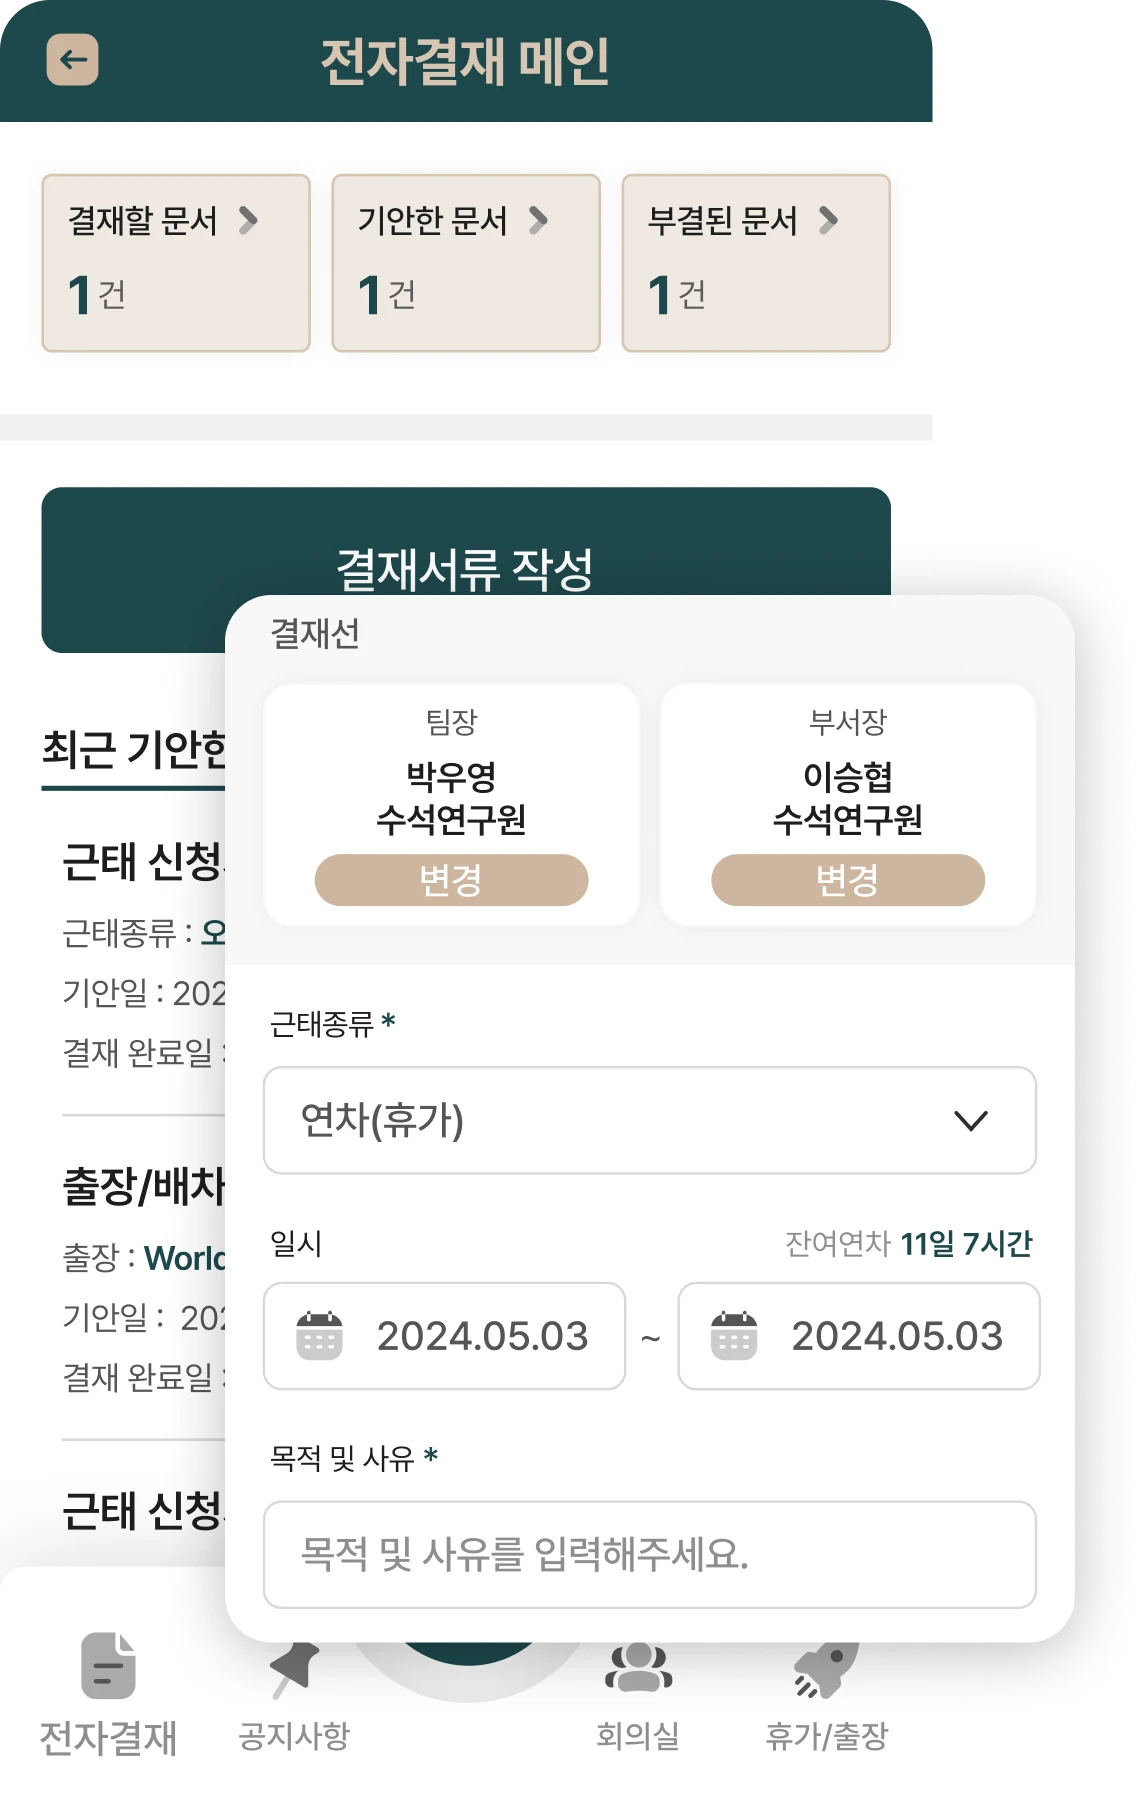 전자결재 메인
결재할 문서
1건
기안한 문서
1건
부결된 문서
1건
결재서류 작성
최근 기안한
근태 신청
근태종류 :
기안일 : 202
결재 완료일 :
출장/배차
출장 : World
기안일 : 202
결재 완료일 :
근태 신청
결재선
팀장
박우영
수석연구원
변경
부서장
이승협
수석연구원
변경
근태종류 *
연차(휴가)
일시
잔여연차 11일 7시간
2024.05.03 ~ 2024.05.03
목적 및 사유 *
목적 및 사유를 입력해주세요.
전자결재
공지사항
회의실
휴가/출장